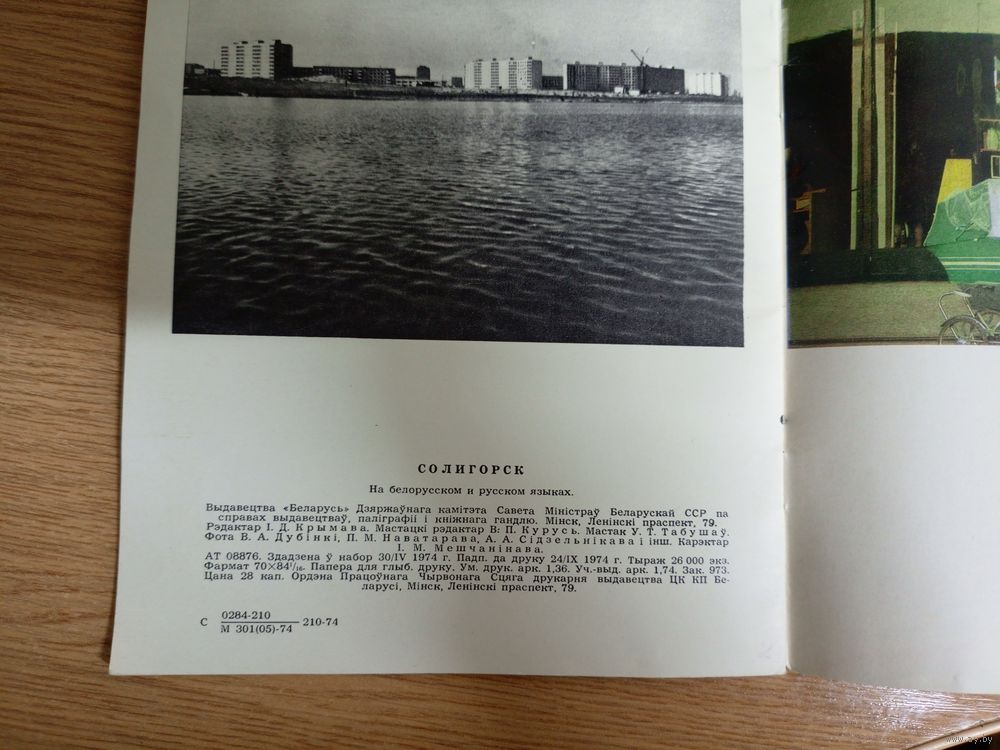 СОЛИГОРСК
На белорусском и русском языках.
Выдавецтва «Беларусь» Дзяржаўнага камітэта Савета Міністраў Беларускай ССР па
справах выдавецтваў, паліграфіі і кніжнага гандлю. Мінск, Ленінскі праспект, 79.
Рэдактар І. Д. Крымава. Мастацкі рэдактар В. П. Курусь. Мастак У. Т. Табушаў.
Фота В. А. Дубінкі, П. М. Наватарава, А. А. Сідзельнікава і інш. Карэктар
І. М. Мешчанінава.
АТ 08876. Здадзена ў набор 30/IV 1974 г. Падп. да друку 24/IX 1974 г. Тыраж 26 000 экз.
Фармат 70×84 1/16. Папера для глыб. друку. Ум. друк. арк. 1,36. Уч.-выд. арк. 1,74. Зак. 973.
Цана 28 кап. Ордэна Працоўнага Чырвонага Сцяга друкарня выдавецтва ЦК КП Бе-
ларусі, Мінск, Ленінскі праспект, 79.
С 0284-210 210-74
М 301(05)-74